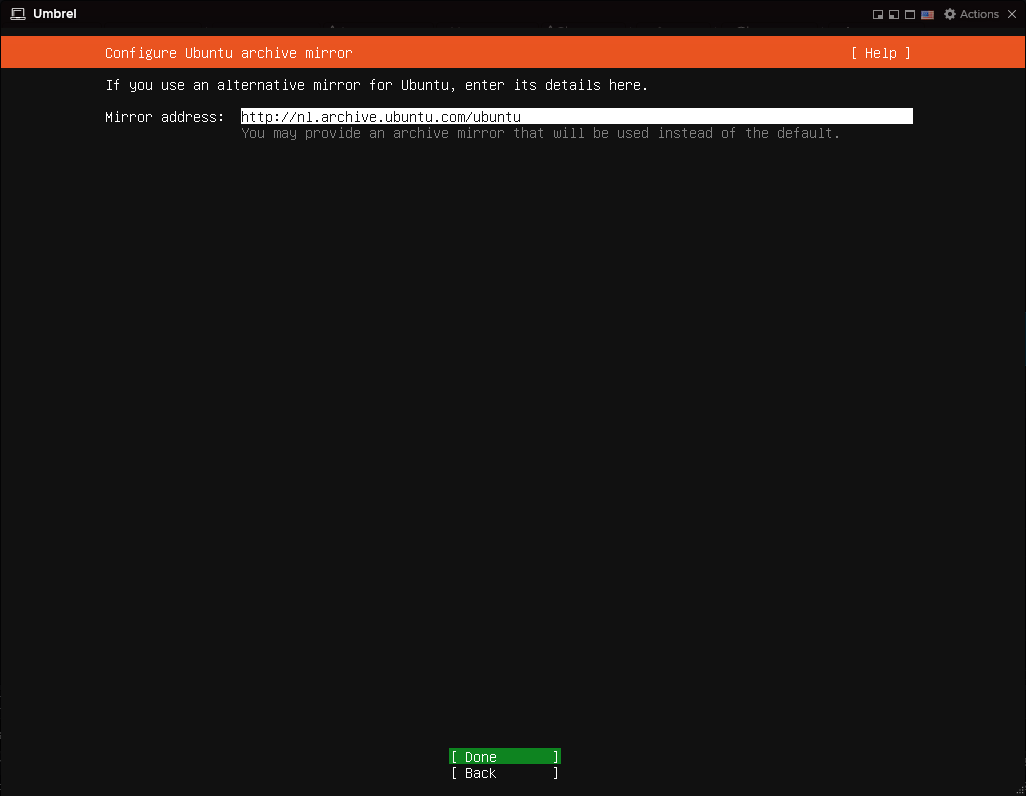 Umbrel
Actions
Configure Ubuntu archive mirror [ Help ]
If you use an alternative mirror for Ubuntu, enter its details here.
Mirror address: http://nl.archive.ubuntu.com/ubuntu
You may provide an archive mirror that will be used instead of the default.
[ Done ]
[ Back ]